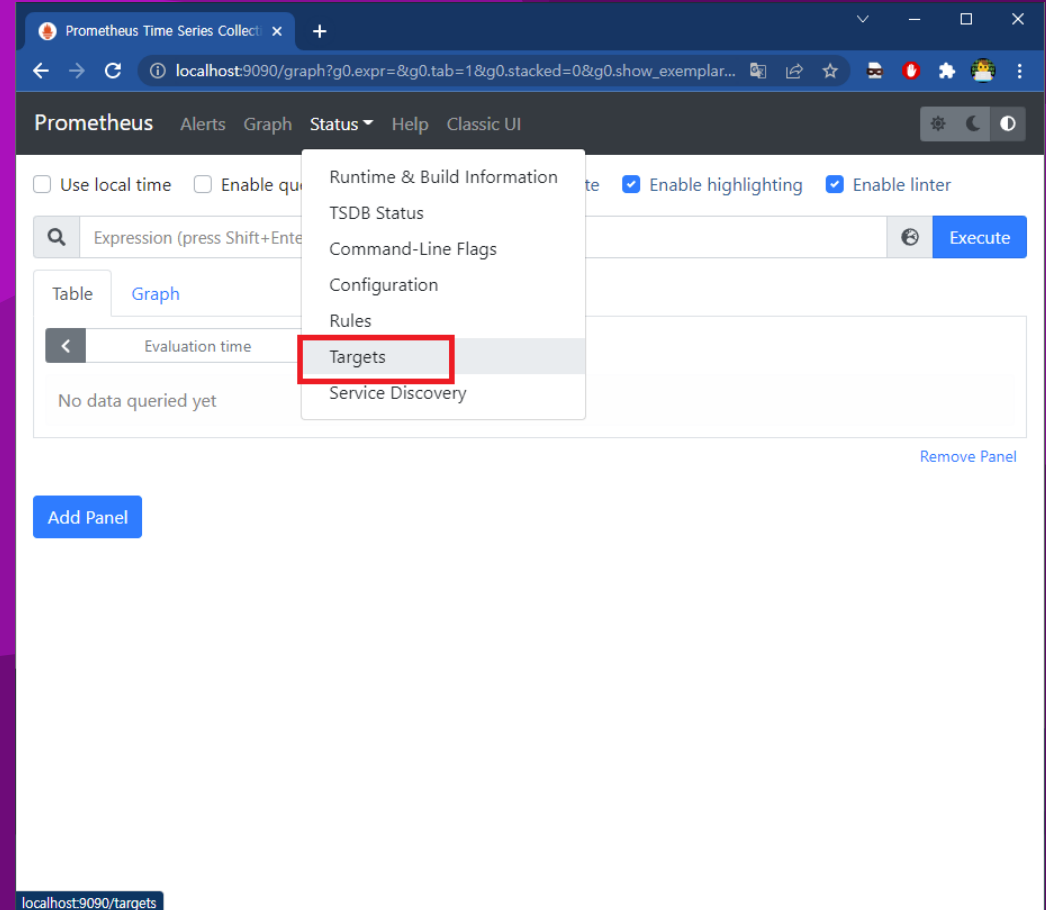 Prometheus Time Series Collecti
localhost:9090/graph?g0.expr=&g0.tab=1&g0.stacked=0&g0.show_exemplar...
Prometheus Alerts Graph Status Help Classic UI
Use local time Enable qu
Enable highlighting Enable linter
Runtime & Build Information
TSDB Status
Command-Line Flags
Configuration
Rules
Targets
Service Discovery
Expression (press Shift+Ente
Execute
Table Graph
Evaluation time
No data queried yet
Remove Panel
Add Panel
localhost:9090/targets